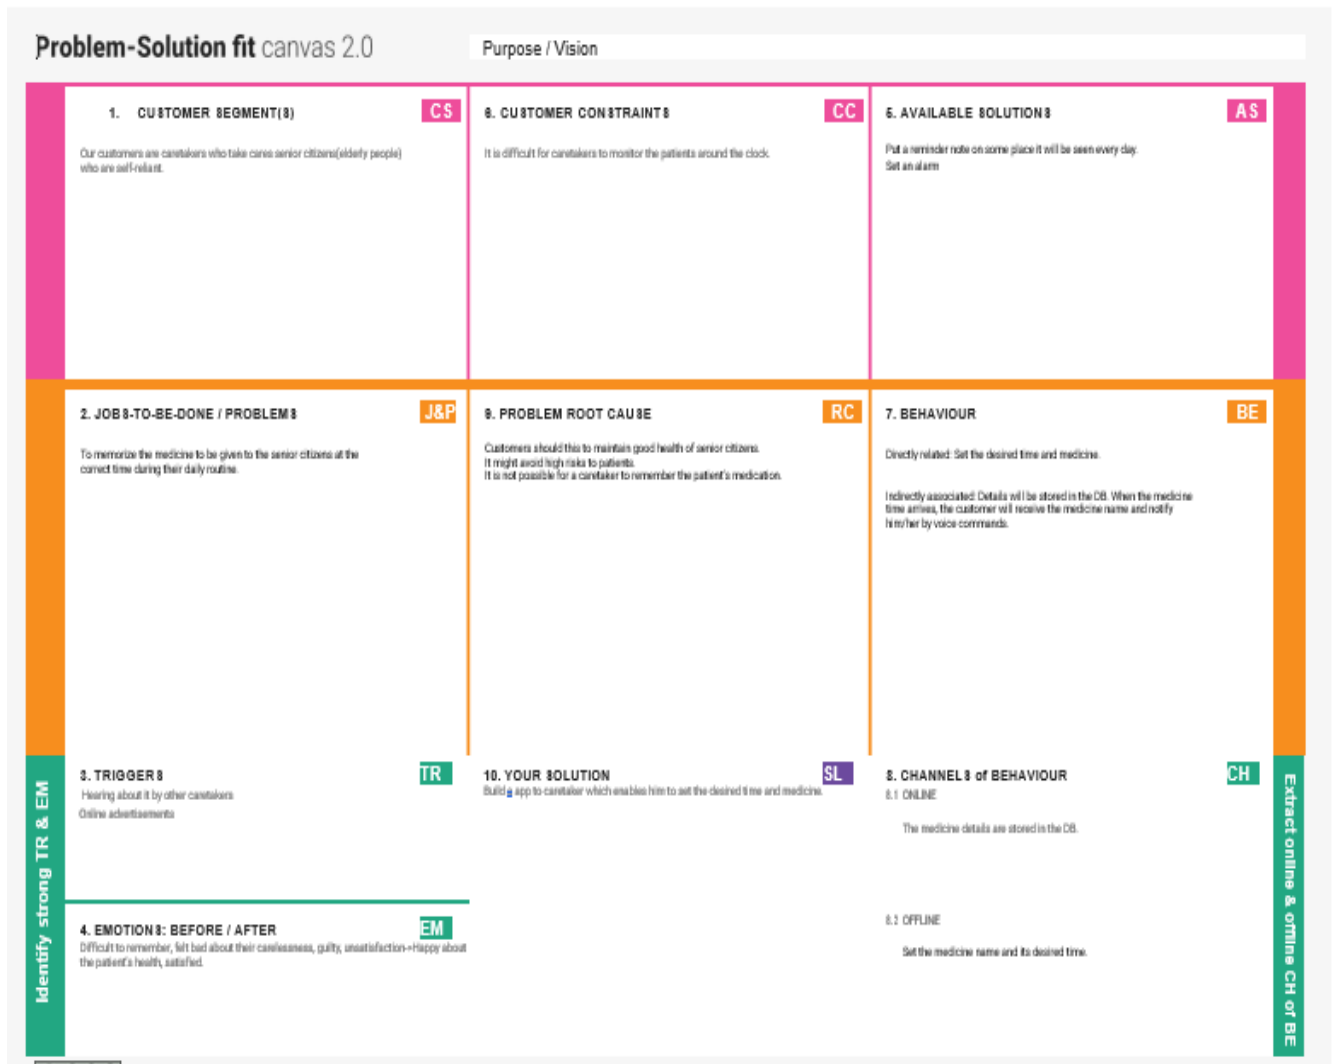 Problem-Solution fit canvas 2.0
Purpose / Vision
1. CUSTOMER SEGMENT(S)
CS
Our customers are caretakers who take cares senior citizens(elderly people)
who are self-reliant.
6. CUSTOMER CONSTRAINTS
CC
It is difficult for caretakers to monitor the patients around the clock.
5. AVAILABLE SOLUTIONS
AS
Put a reminder note on some place it will be seen every day.
Set an alarm
2. JOBS-TO-BE-DONE / PROBLEMS
J&P
To memorize the medicine to be given to the senior citizens at the
correct time during their daily routine.
9. PROBLEM ROOT CAUSE
RC
Customers should this to maintain good health of senior citizens.
It might avoid high risks to patients.
It is not possible for a caretaker to remember the patient's medication.
7. BEHAVIOUR
BE
Directly related: Set the desired time and medicine.
Indirectly associated: Details will be stored in the DB. When the medicine
time arrives, the customer will receive the medicine name and notify
him/her by voice commands.
Identify strong TR & EM
3. TRIGGERS
TR
Hearing about it by other caretakers
Online advertisements
4. EMOTIONS: BEFORE / AFTER
EM
Difficult to remember, felt bad about their carelessness, guilty, unsatisfaction->Happy about
the patient's health, satisfied.
10. YOUR SOLUTION
SL
Build a app to caretaker which enables him to set the desired time and medicine.
8. CHANNELS of BEHAVIOUR
CH
8.1 ONLINE
The medicine details are stored in the DB.
8.2 OFFLINE
Set the medicine name and its desired time.
Extract online & offline CH of BE